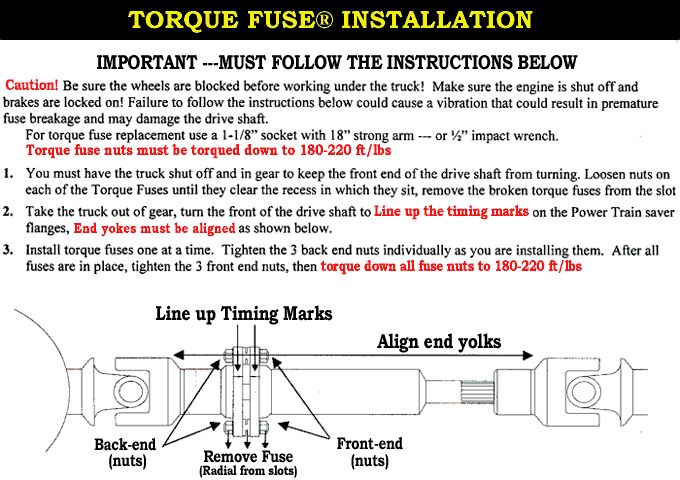 TORQUE FUSE® INSTALLATION
IMPORTANT ---MUST FOLLOW THE INSTRUCTIONS BELOW
Caution! Be sure the wheels are blocked before working under the truck! Make sure the engine is shut off and
brakes are locked on! Failure to follow the instructions below could cause a vibration that could result in premature
fuse breakage and may damage the drive shaft.
For torque fuse replacement use a 1-1/8” socket with 18” strong arm --- or ½” impact wrench.
Torque fuse nuts must be torqued down to 180-220 ft/lbs
1. You must have the truck shut off and in gear to keep the front end of the drive shaft from turning. Loosen nuts on
each of the Torque Fuses until they clear the recess in which they sit, remove the broken torque fuses from the slot
2. Take the truck out of gear, turn the front of the drive shaft to Line up the timing marks on the Power Train saver
flanges, End yokes must be aligned as shown below.
3. Install torque fuses one at a time. Tighten the 3 back end nuts individually as you are installing them. After all
fuses are in place, tighten the 3 front end nuts, then torque down all fuse nuts to 180-220 ft/lbs
Line up Timing Marks
Align end yolks
Back-end
(nuts)
Remove Fuse
(Radial from slots)
Front-end
(nuts)